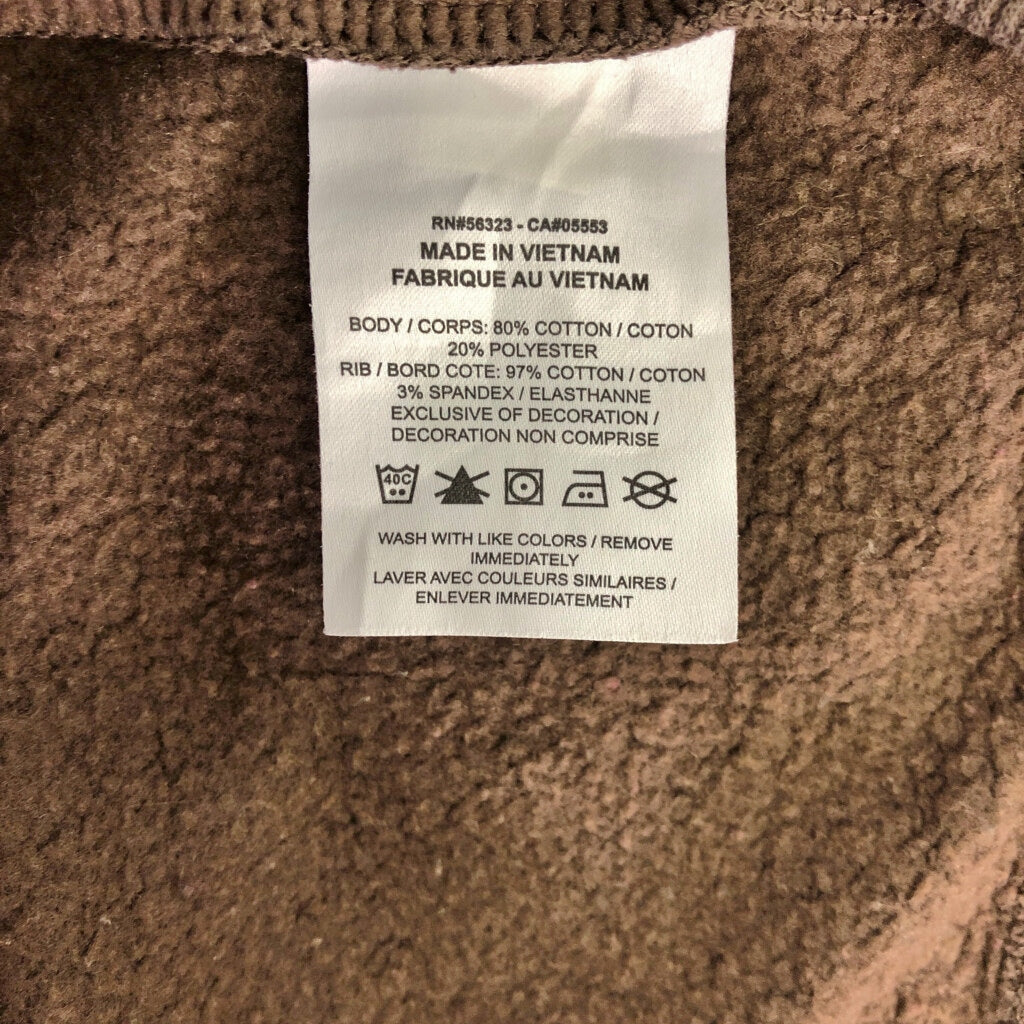 RN#56323 - CA#05553
MADE IN VIETNAM
FABRIQUE AU VIETNAM
BODY / CORPS: 80% COTTON / COTON
20% POLYESTER
RIB / BORD COTE: 97% COTTON / COTON
3% SPANDEX / ELASTHANNE
EXCLUSIVE OF DECORATION /
DECORATION NON COMPRISE
40C
WASH WITH LIKE COLORS / REMOVE
IMMEDIATELY
LAVER AVEC COULEURS SIMILAIRES /
ENLEVER IMMEDIATEMENT